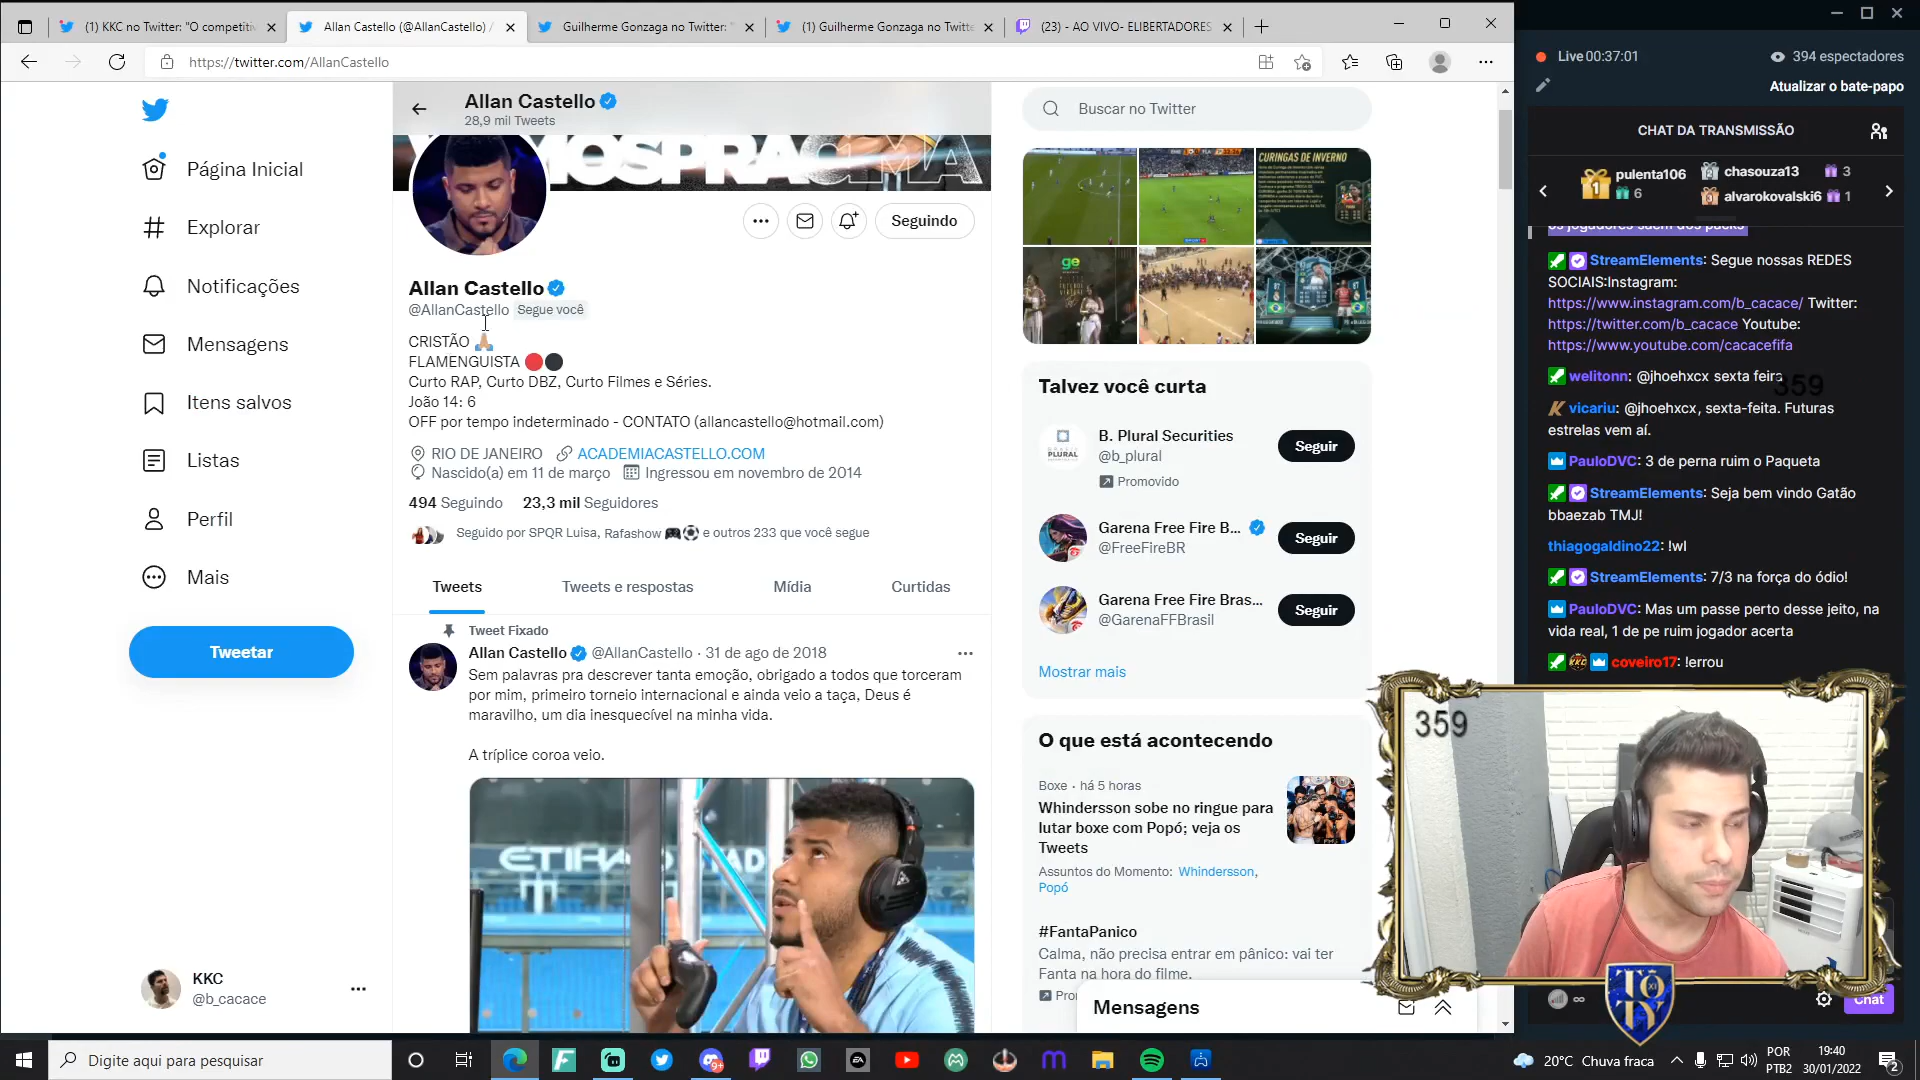 (1) KKC no Twitter: "O competitiv
Allan Castello (@AllanCastello) /
Guilherme Gonzaga no Twitter: "
(1) Guilherme Gonzaga no Twitte
(23) - AO VIVO- ELIBERTADORES
https://twitter.com/AllanCastello
Página Inicial
Explorar
Notificações
Mensagens
Itens salvos
Listas
Perfil
Mais
Tweetar
KKC
@b_cacace
Allan Castello
28,9 mil Tweets
Seguindo
Allan Castello
@AllanCastello Segue você
CRISTÃO
FLAMENGUISTA
Curto RAP, Curto DBZ, Curto Filmes e Séries.
João 14: 6
OFF por tempo indeterminado - CONTATO (allancastello@hotmail.com)
RIO DE JANEIRO ACADEMIACASTELLO.COM
Nascido(a) em 11 de março Ingressou em novembro de 2014
494 Seguindo 23,3 mil Seguidores
Seguido por SPQR Luisa, Rafashow e outros 233 que você segue
Tweets Tweets e respostas Mídia Curtidas
Tweet Fixado
Allan Castello @AllanCastello · 31 de ago de 2018
Sem palavras pra descrever tanta emoção, obrigado a todos que torceram
por mim, primeiro torneio internacional e ainda veio a taça, Deus é
maravilho, um dia inesquecível na minha vida.
A tríplice coroa veio.
Buscar no Twitter
CURINGAS DE INVERNO
ge
Talvez você curta
B. Plural Securities
@b_plural
Promovido
Seguir
Garena Free Fire B...
@FreeFireBR
Seguir
Garena Free Fire Bras...
@GarenaFFBrasil
Seguir
Mostrar mais
O que está acontecendo
Boxe · há 5 horas
Whindersson sobe no ringue para
lutar boxe com Popó; veja os
Tweets
Assuntos do Momento: Whindersson,
Popó
#FantaPanico
Calma, não precisa entrar em pânico: vai ter
Fanta na hora do filme.
Mensagens
Live 00:37:01
394 espectadores
Atualizar o bate-papo
CHAT DA TRANSMISSÃO
1 pulenta106 6
chasouza13 3
alvarokovalski6 1
os jogadores saem dos packs
StreamElements: Segue nossas REDES
SOCIAIS:Instagram:
https://www.instagram.com/b_cacace/ Twitter:
https://twitter.com/b_cacace Youtube:
https://www.youtube.com/cacacefifa
welitonn: @jhoehxcx sexta feira
359
vicariu: @jhoehxcx, sexta-feita. Futuras
estrelas vem aí.
PauloDVC: 3 de perna ruim o Paqueta
StreamElements: Seja bem vindo Gatão
bbaezab TMJ!
thiagogaldino22: !wl
StreamElements: 7/3 na força do ódio!
PauloDVC: Mas um passe perto desse jeito, na
vida real, 1 de pe ruim jogador acerta
coveiro17: !errou
359
Chat
Digite aqui para pesquisar
20°C Chuva fraca
POR
PTB2
19:40
30/01/2022
2